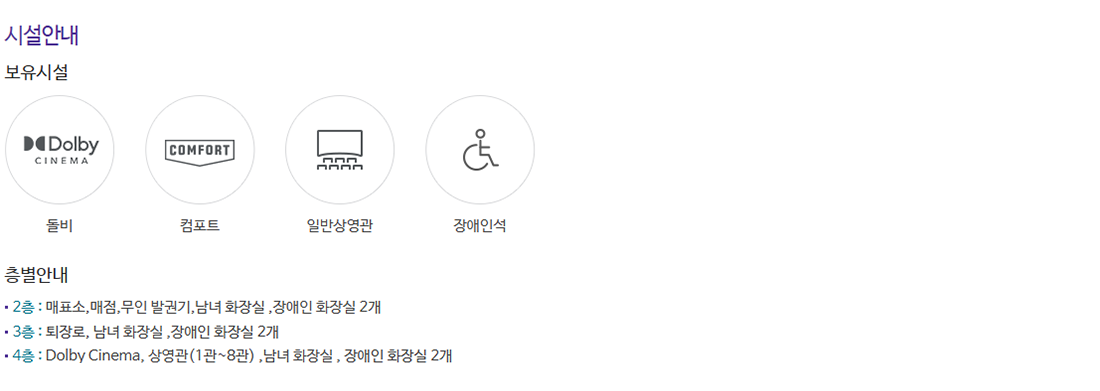 시설안내
보유시설
Dolby CINEMA
COMFORT
돌비
컴포트
일반상영관
장애인석
층별안내
2층 : 매표소,매점,무인 발권기,남녀 화장실 ,장애인 화장실 2개
3층 : 퇴장로, 남녀 화장실 ,장애인 화장실 2개
4층 : Dolby Cinema, 상영관(1관~8관) ,남녀 화장실 , 장애인 화장실 2개